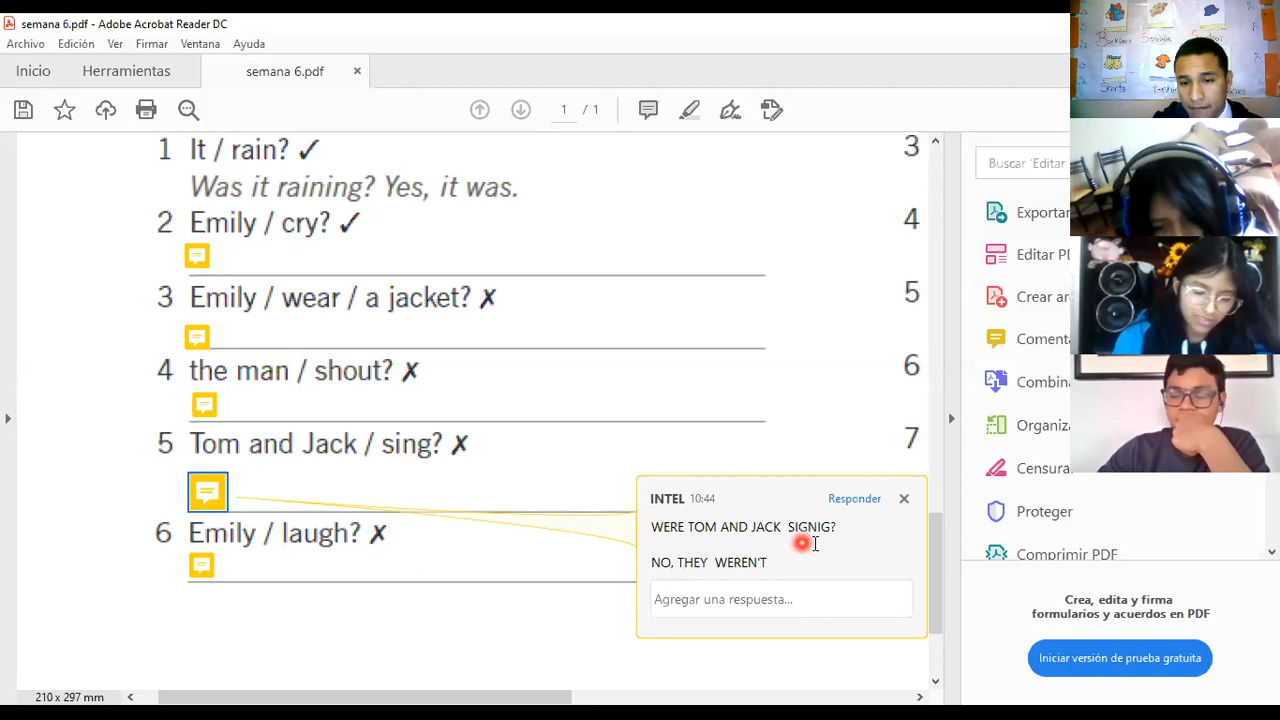 semana 6.pdf - Adobe Acrobat Reader DC
Archivo Edición Ver Firmar Ventana Ayuda
Inicio Herramientas semana 6.pdf ×
1 / 1
1 It / rain? ✓
Was it raining? Yes, it was.
2 Emily / cry? ✓
3 Emily / wear / a jacket? ✗
4 the man / shout? ✗
5 Tom and Jack / sing? ✗
6 Emily / laugh? ✗
3
4
5
6
7
INTEL 10:44 Responder
WERE TOM AND JACK SIGNIG?
NO, THEY WEREN'T
Agregar una respuesta...
210 x 297 mm
Buscar 'Editar
Exportar
Editar PD
Crear ar
Comenta
Combina
Organiza
Censura
Proteger
Comprimir PDF
Crea, edita y firma
formularios y acuerdos en PDF
Iniciar versión de prueba gratuita